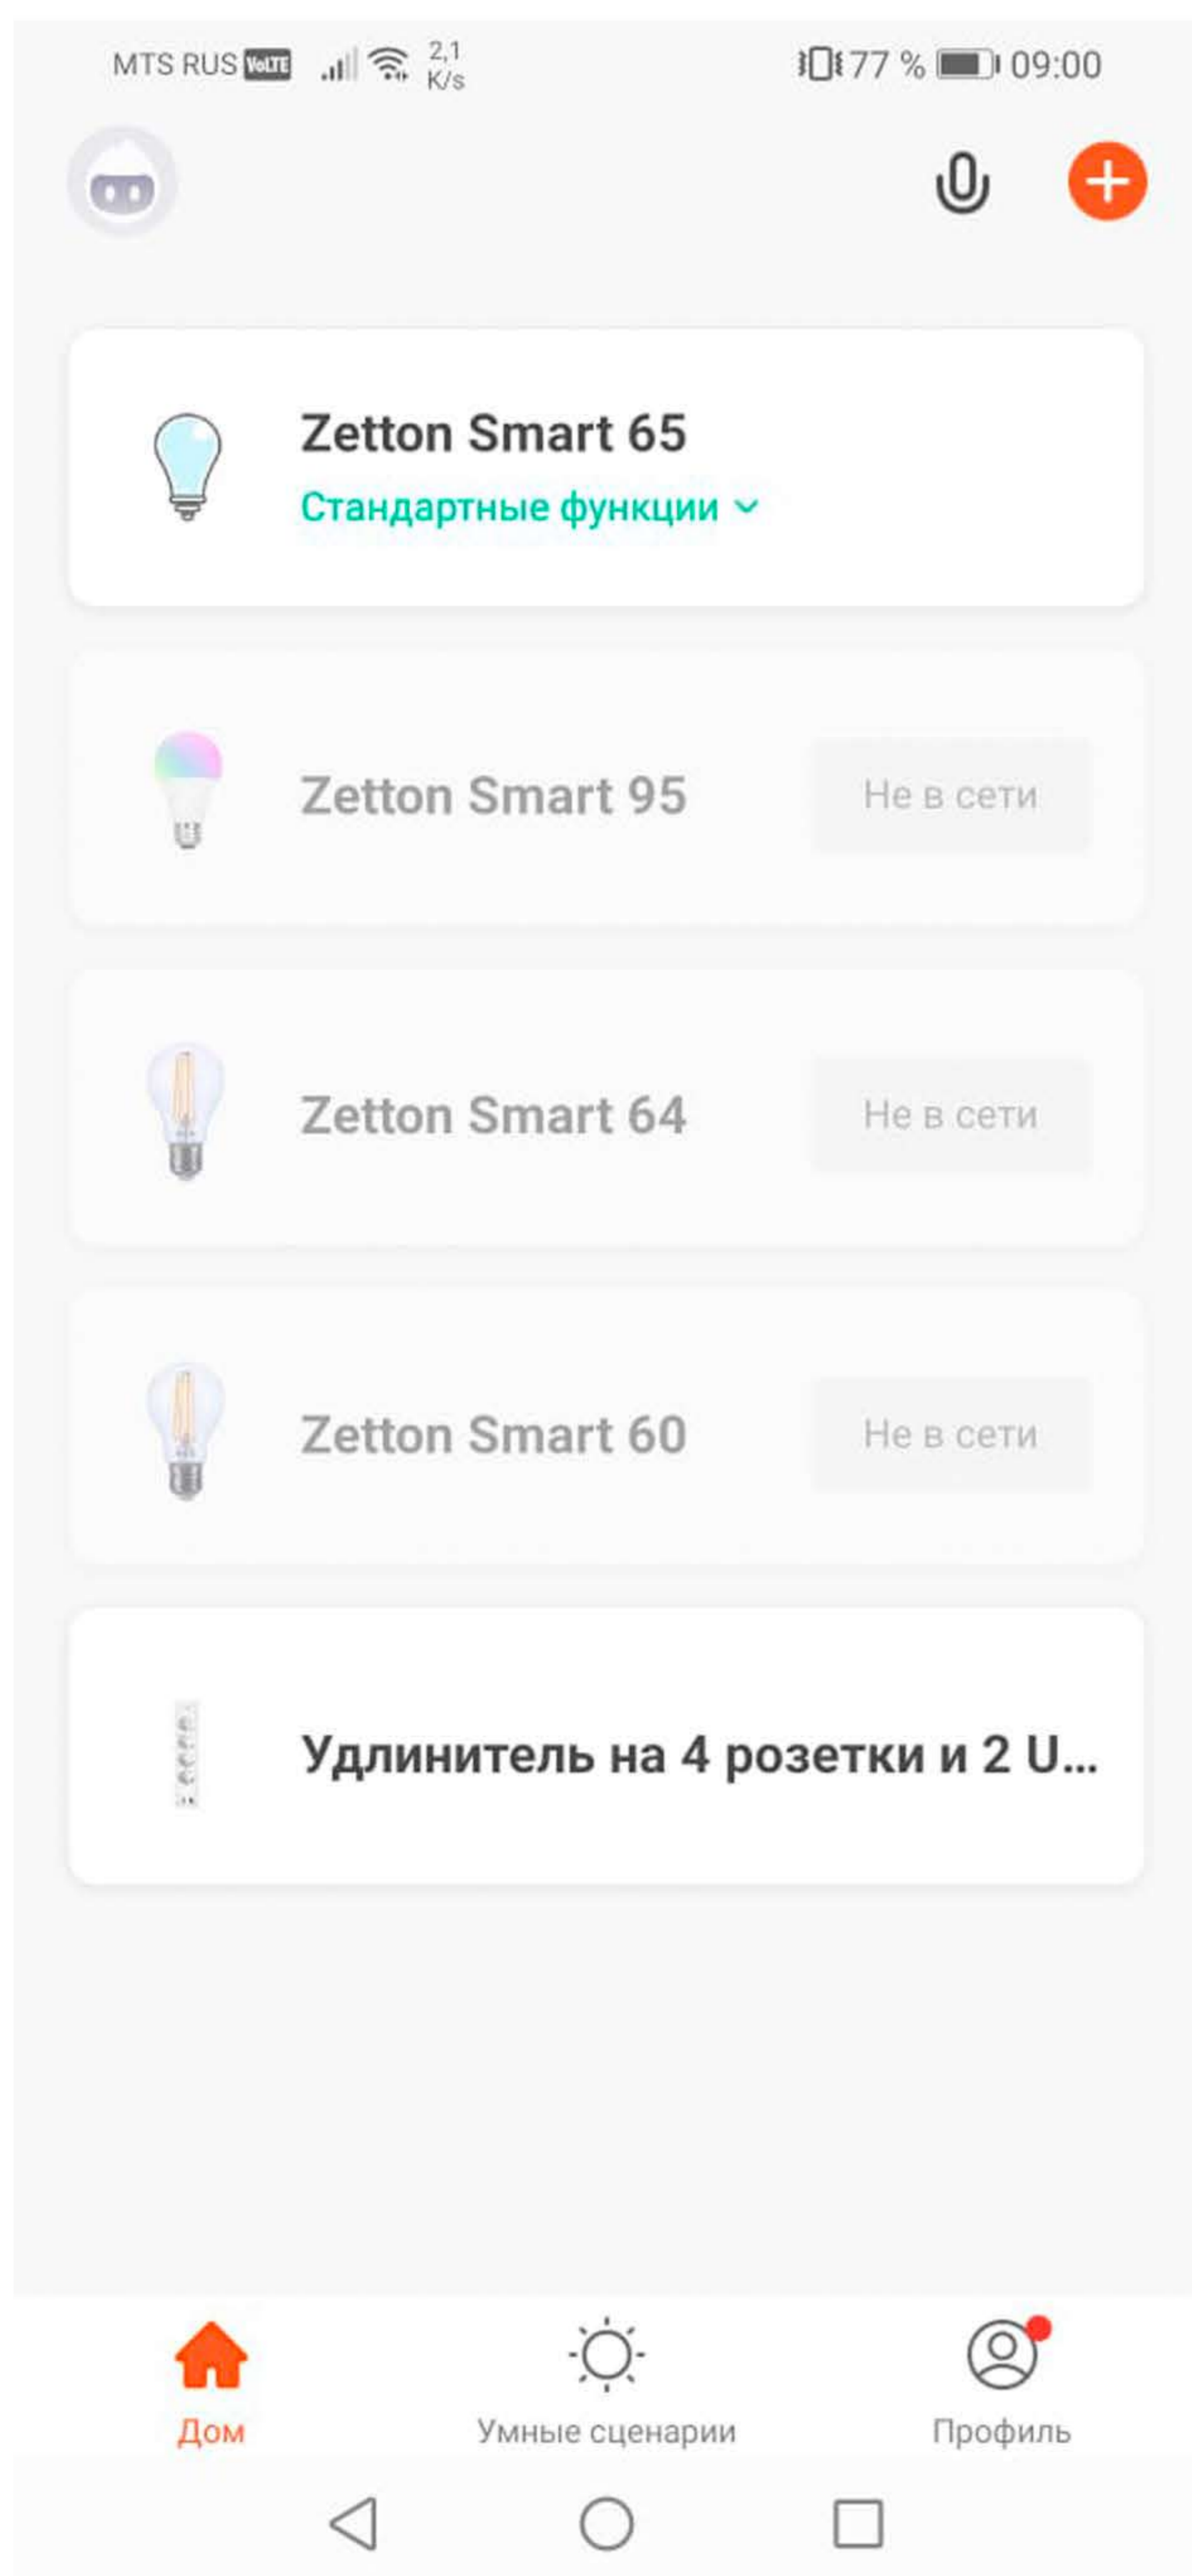 MTS RUS VoLTE 2,1 K/s 77 % 09:00
Zetton Smart 65
Стандартные функции
Zetton Smart 95
Не в сети
Zetton Smart 64
Не в сети
Zetton Smart 60
Не в сети
Удлинитель на 4 розетки и 2 U...
Дом
Умные сценарии
Профиль